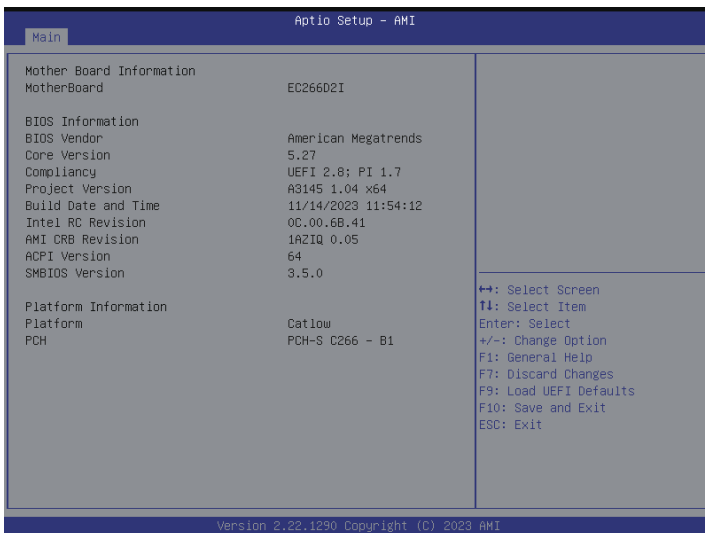 Aptio Setup - AMI
Main
Mother Board Information
MotherBoard EC266D2I
BIOS Information
BIOS Vendor American Megatrends
Core Version 5.27
Compliancy UEFI 2.8; PI 1.7
Project Version A3145 1.04 x64
Build Date and Time 11/14/2023 11:54:12
Intel RC Revision 0C.00.6B.41
AMI CRB Revision 1AZIQ 0.05
ACPI Version 64
SMBIOS Version 3.5.0
Platform Information
Platform Catlow
PCH PCH-S C266 - B1
↔: Select Screen
↑↓: Select Item
Enter: Select
+/-: Change Option
F1: General Help
F7: Discard Changes
F9: Load UEFI Defaults
F10: Save and Exit
ESC: Exit
Version 2.22.1290 Copyright (C) 2023 AMI